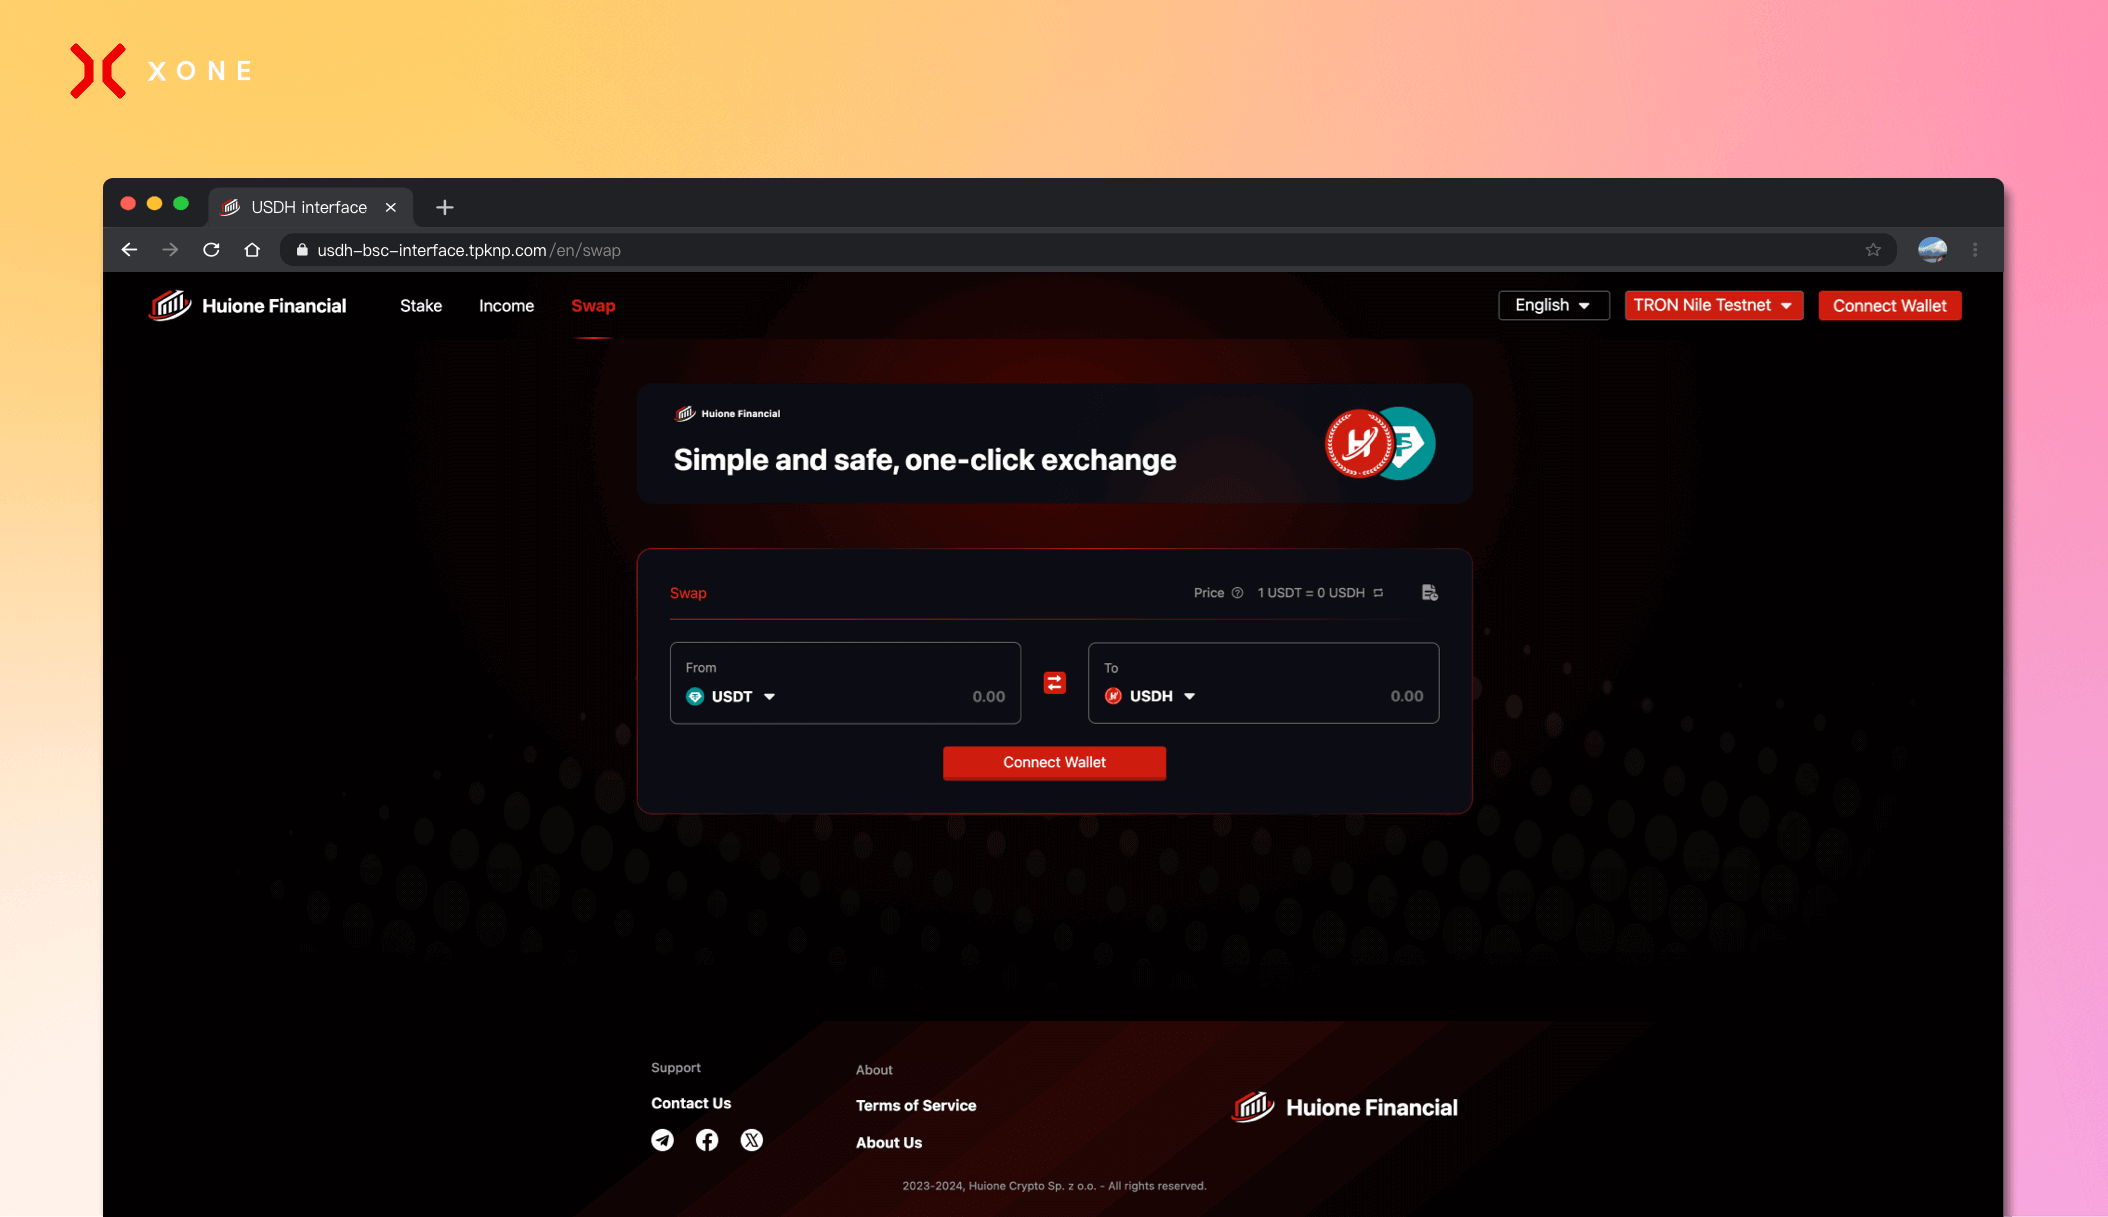 XONE
USDH interface
usdh-bsc-interface.tpknp.com/en/swap
Huione Financial Stake Income Swap English TRON Nile Testnet Connect Wallet
Huione Financial
Simple and safe, one-click exchange
Swap Price 1 USDT = 0 USDH
From
USDT 0.00
To
USDH 0.00
Connect Wallet
Support
Contact Us
About
Terms of Service
About Us
Huione Financial
2023-2024, Huione Crypto Sp. z o.o. - All rights reserved.